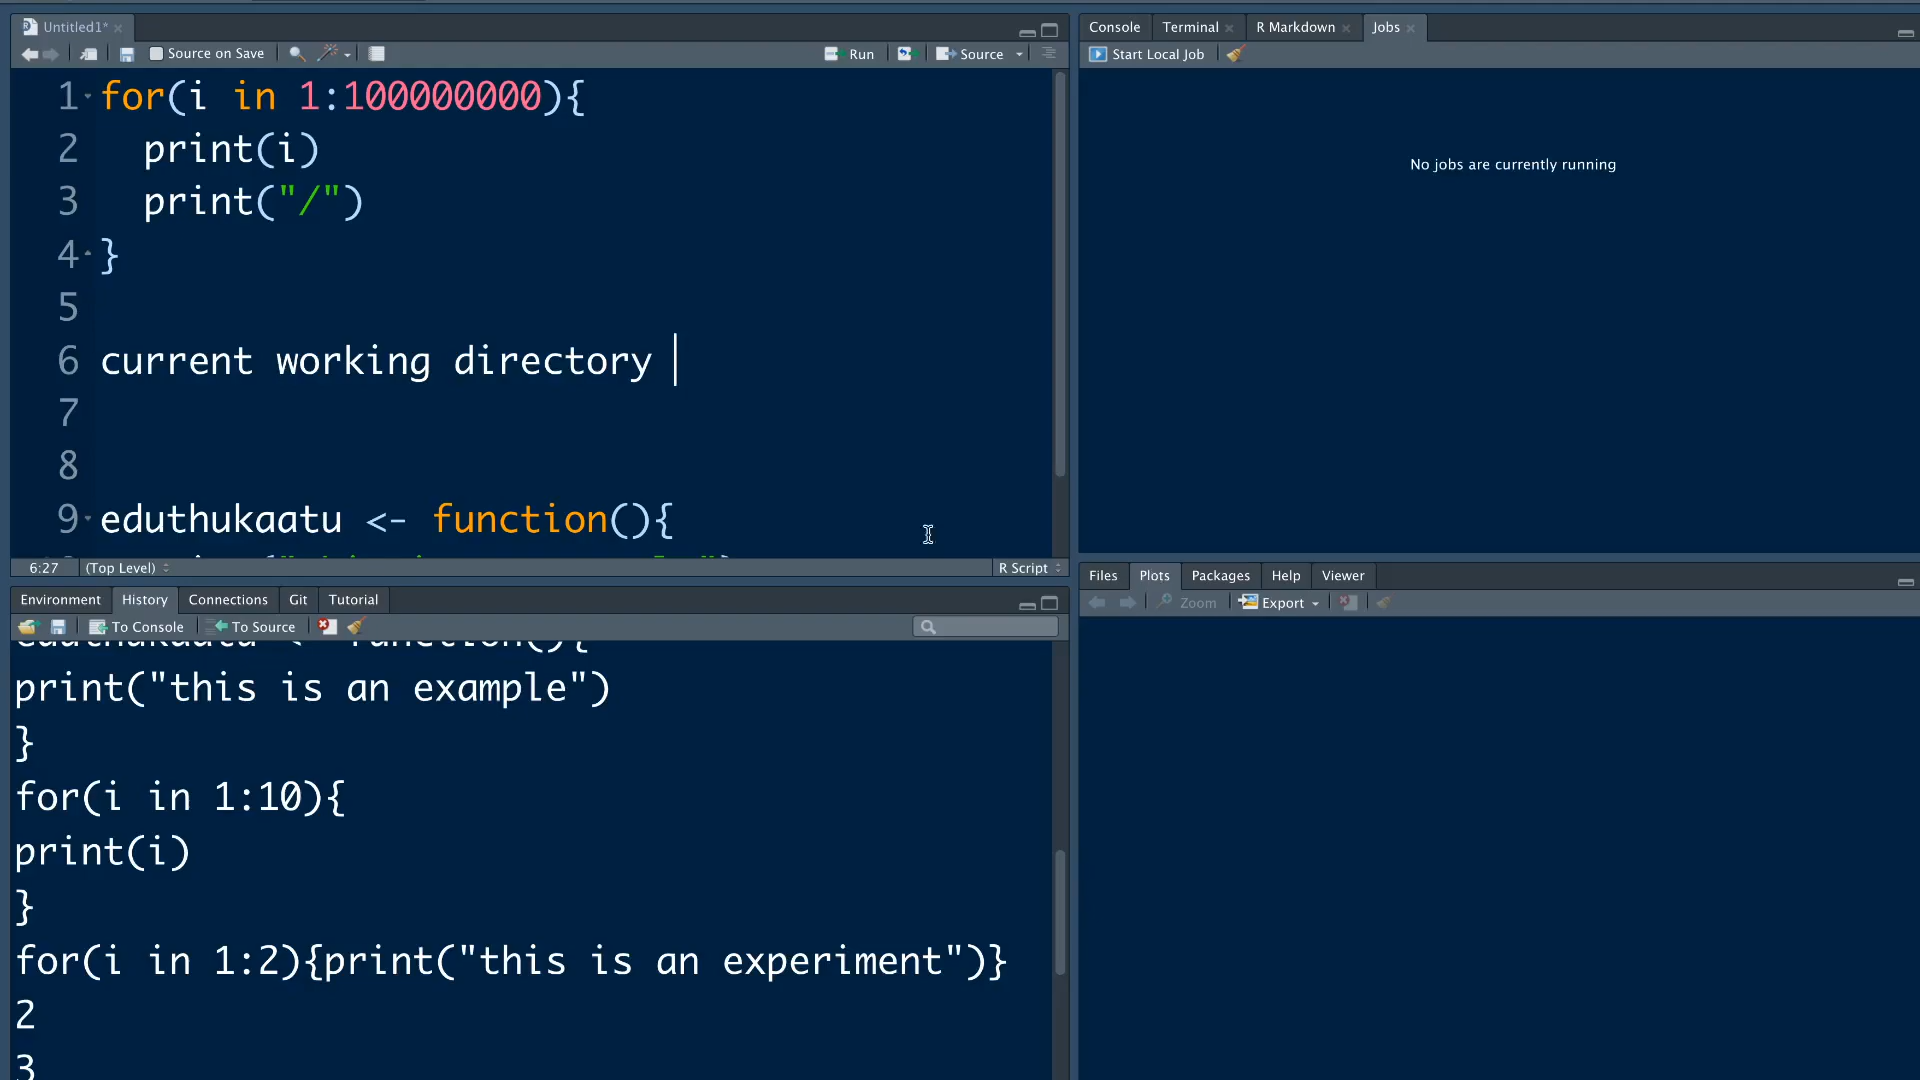 Untitled1*
Source on Save
Run
Source
1 for(i in 1:100000000){
2 print(i)
3 print("/")
4 }
5
6 current working directory
7
8
9 eduthukaatu <- function(){
6:27
(Top Level)
R Script
Console
Terminal
R Markdown
Jobs
Start Local Job
No jobs are currently running
Environment
History
Connections
Git
Tutorial
To Console
To Source
eduthukaatu <- function(){
print("this is an example")
}
for(i in 1:10){
print(i)
}
for(i in 1:2){print("this is an experiment")}
2
3
Files
Plots
Packages
Help
Viewer
Zoom
Export